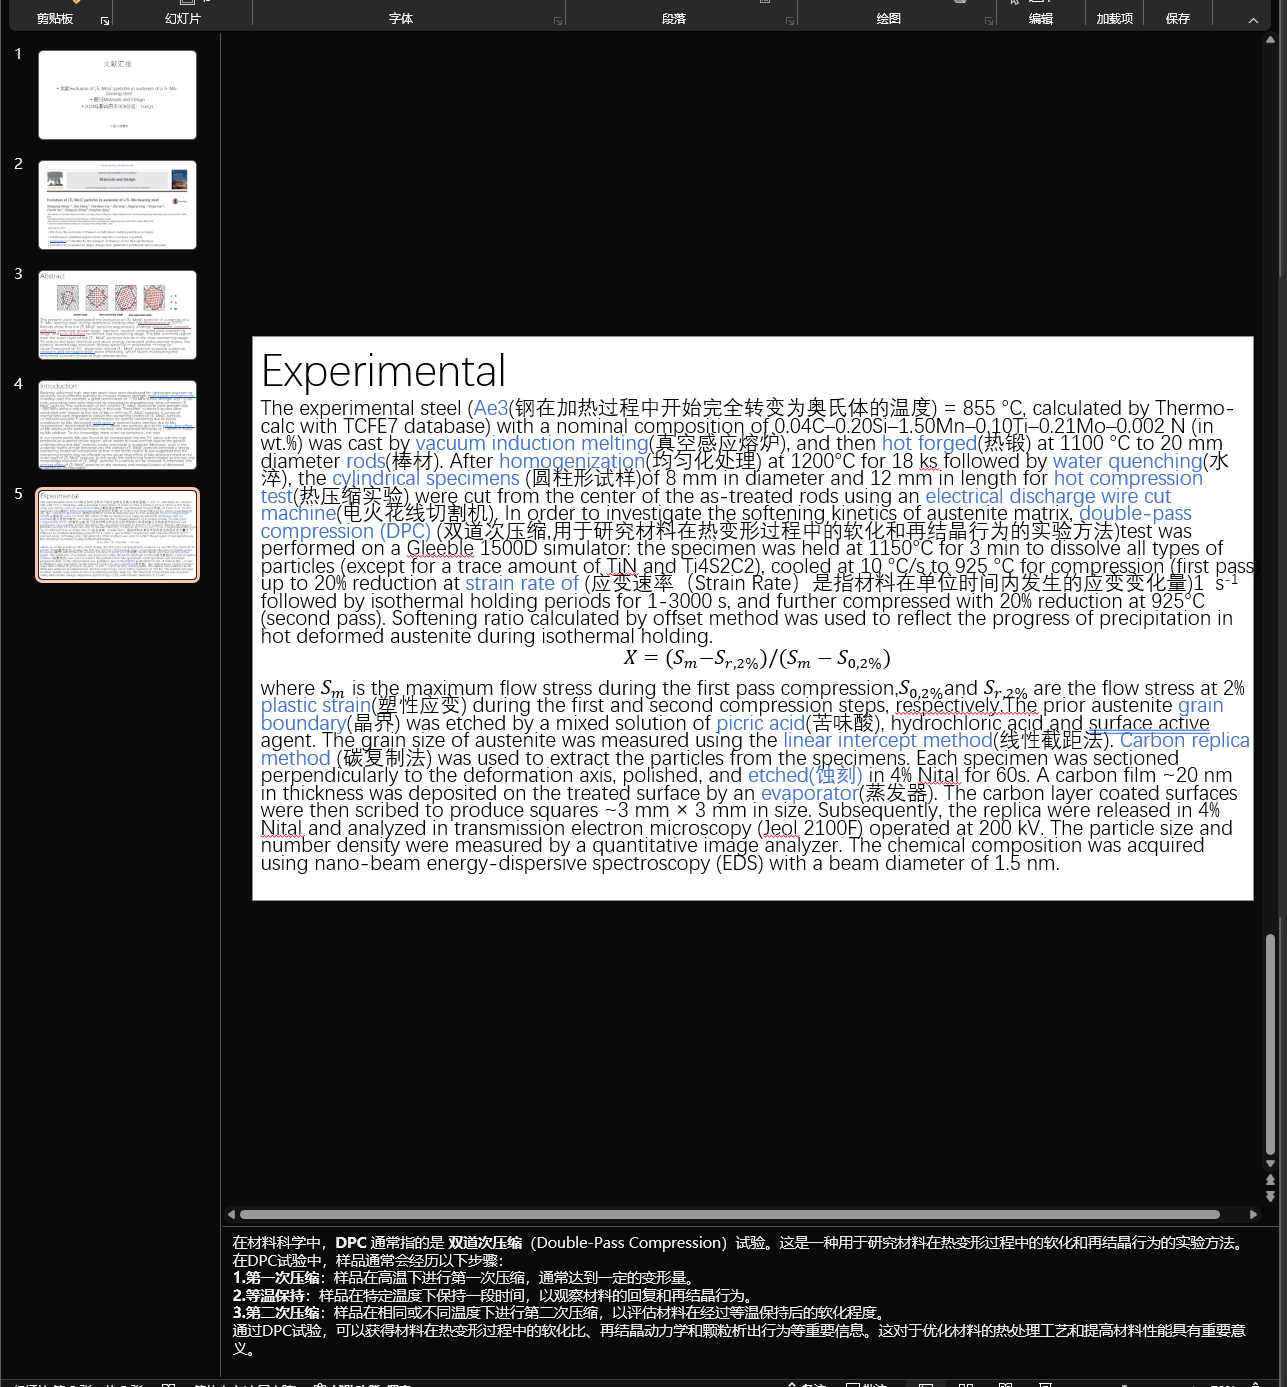 剪贴板
幻灯片
字体
段落
绘图
编辑
加载项
保存
1
文献汇报
2
Materials and Design
3
Abstract
4
Introduction
5
Experimental
Experimental
The experimental steel (Ae3(钢在加热过程中开始完全转变为奥氏体的温度) = 855 °C, calculated by Thermo-
calc with TCFE7 database) with a nominal composition of 0.04C–0.20Si–1.50Mn–0.10Ti–0.21Mo–0.002 N (in
wt.%) was cast by vacuum induction melting(真空感应熔炉), and then hot forged(热锻) at 1100 °C to 20 mm
diameter rods(棒材). After homogenization(均匀化处理) at 1200°C for 18 ks followed by water quenching(水
淬), the cylindrical specimens (圆柱形试样)of 8 mm in diameter and 12 mm in length for hot compression
test(热压缩实验) were cut from the center of the as-treated rods using an electrical discharge wire cut
machine(电火花线切割机). In order to investigate the softening kinetics of austenite matrix, double-pass
compression (DPC) (双道次压缩,用于研究材料在热变形过程中的软化和再结晶行为的实验方法)test was
performed on a Gleeble 1500D simulator: the specimen was held at 1150°C for 3 min to dissolve all types of
particles (except for a trace amount of TiN and Ti4S2C2), cooled at 10 °C/s to 925 °C for compression (first pass
up to 20% reduction at strain rate of (应变速率（Strain Rate）是指材料在单位时间内发生的应变变化量)1 s-1
followed by isothermal holding periods for 1-3000 s, and further compressed with 20% reduction at 925°C
(second pass). Softening ratio calculated by offset method was used to reflect the progress of precipitation in
hot deformed austenite during isothermal holding.
X = (Sm−Sr,2%)/(Sm − S0,2%)
where Sm is the maximum flow stress during the first pass compression,S0,2%and Sr,2% are the flow stress at 2%
plastic strain(塑性应变) during the first and second compression steps, respectively.The prior austenite grain
boundary(晶界) was etched by a mixed solution of picric acid(苦味酸), hydrochloric acid and surface active
agent. The grain size of austenite was measured using the linear intercept method(线性截距法). Carbon replica
method (碳复制法) was used to extract the particles from the specimens. Each specimen was sectioned
perpendicularly to the deformation axis, polished, and etched(蚀刻) in 4% Nital for 60s. A carbon film ~20 nm
in thickness was deposited on the treated surface by an evaporator(蒸发器). The carbon layer coated surfaces
were then scribed to produce squares ~3 mm × 3 mm in size. Subsequently, the replica were released in 4%
Nital and analyzed in transmission electron microscopy (Jeol 2100F) operated at 200 kV. The particle size and
number density were measured by a quantitative image analyzer. The chemical composition was acquired
using nano-beam energy-dispersive spectroscopy (EDS) with a beam diameter of 1.5 nm.
在材料科学中，DPC 通常指的是 双道次压缩（Double-Pass Compression）试验。这是一种用于研究材料在热变形过程中的软化和再结晶行为的实验方法。
在DPC试验中，样品通常会经历以下步骤：
1.第一次压缩：样品在高温下进行第一次压缩，通常达到一定的变形量。
2.等温保持：样品在特定温度下保持一段时间，以观察材料的回复和再结晶行为。
3.第二次压缩：样品在相同或不同温度下进行第二次压缩，以评估材料在经过等温保持后的软化程度。
通过DPC试验，可以获得材料在热变形过程中的软化比、再结晶动力学和颗粒析出行为等重要信息。这对于优化材料的热处理工艺和提高材料性能具有重要意
义。